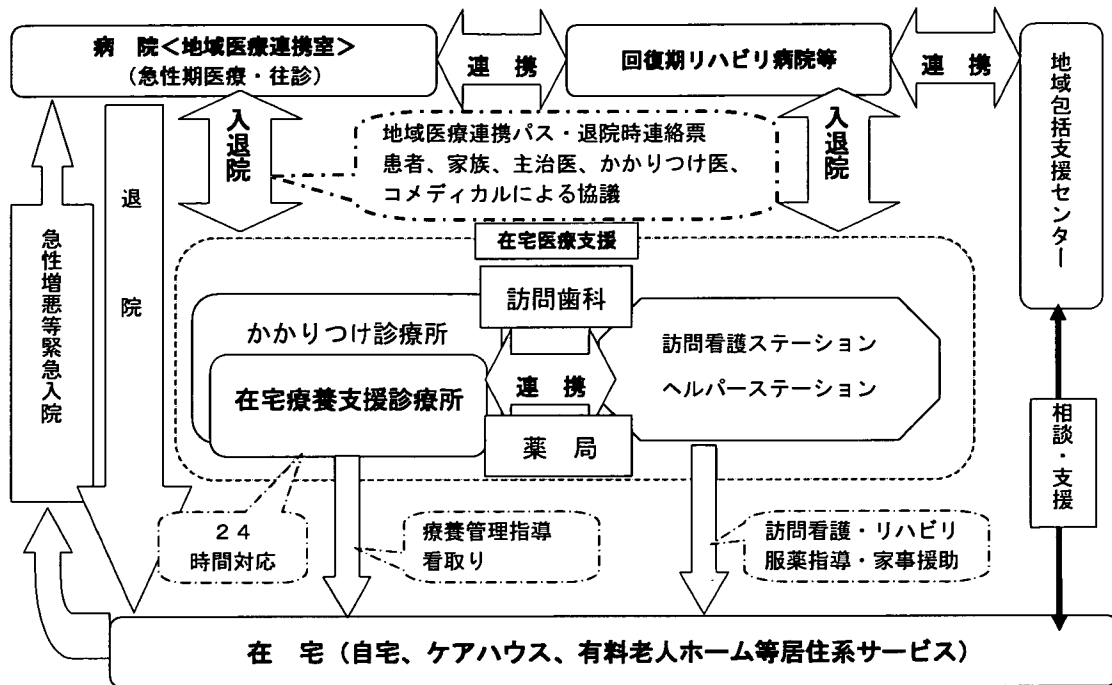 病　院＜地域医療連携室＞
（急性期医療・往診）
連　携
回復期リハビリ病院等
連　携
地域包括支援センター
入退院
地域医療連携パス・退院時連絡票
患者、家族、主治医、かかりつけ医、
コメディカルによる協議
入退院
退　院
急性増悪等緊急入院
在宅医療支援
訪問歯科
かかりつけ診療所
在宅療養支援診療所
連　携
訪問看護ステーション
ヘルパーステーション
薬　局
相談・支援
２４
時間対応
療養管理指導
看取り
訪問看護・リハビリ
服薬指導・家事援助
在　宅（自宅、ケアハウス、有料老人ホーム等居住系サービス）